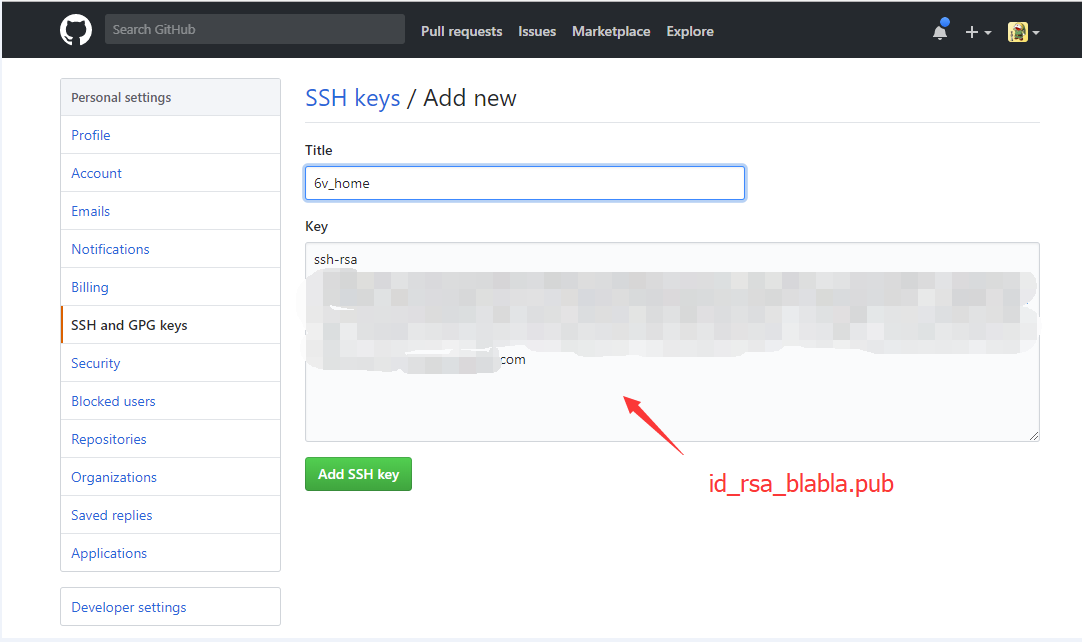 Search GitHub
Pull requests
Issues
Marketplace
Explore
Personal settings
Profile
Account
Emails
Notifications
Billing
SSH and GPG keys
Security
Blocked users
Repositories
Organizations
Saved replies
Applications
Developer settings
SSH keys / Add new
Title
6v_home
Key
ssh-rsa
com
Add SSH key
id_rsa_blabla.pub